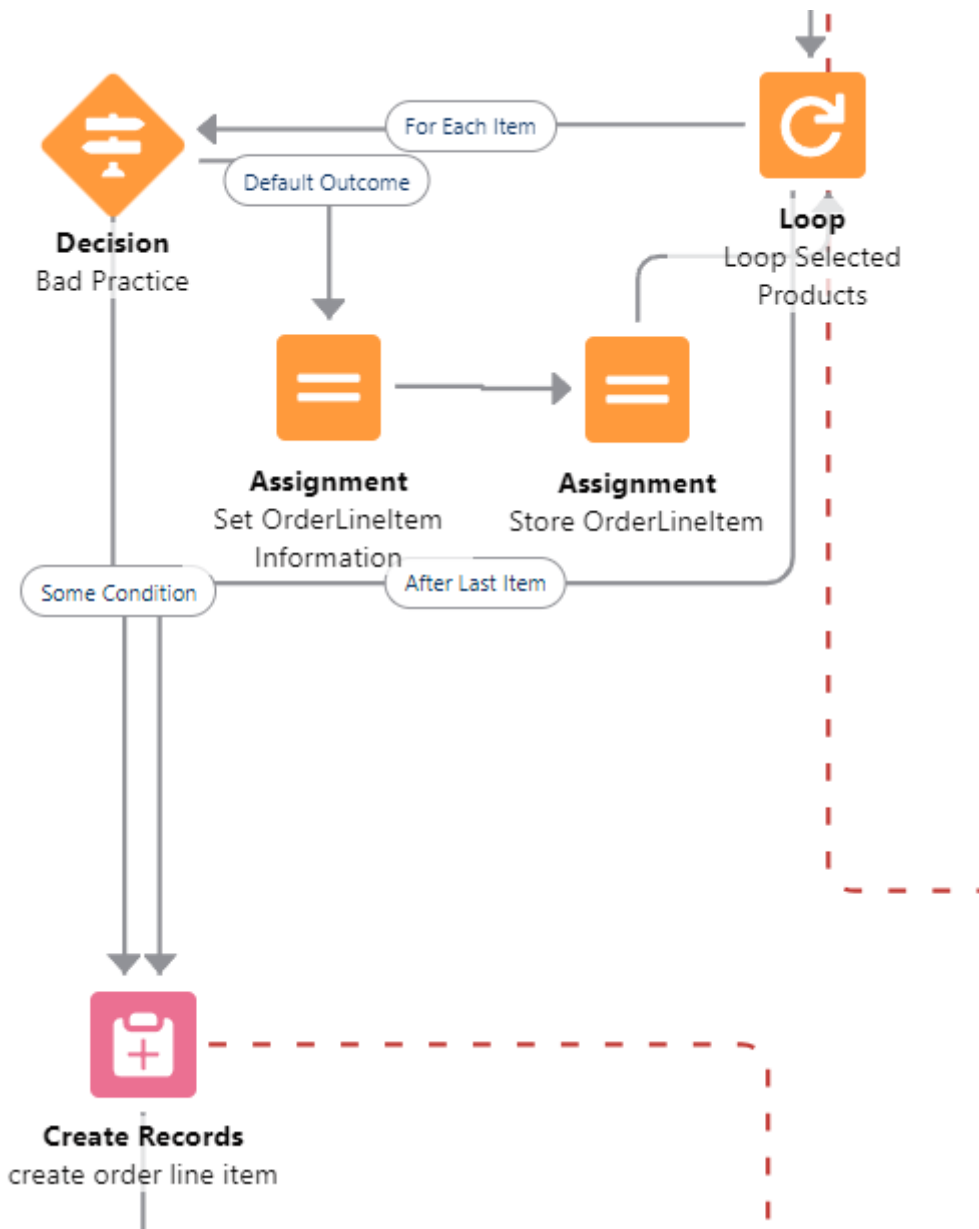 For Each Item
Default Outcome
Decision
Bad Practice
Loop
Loop Selected
Products
Assignment
Set OrderLineItem
Information
Assignment
Store OrderLineItem
Some Condition
After Last Item
Create Records
create order line item